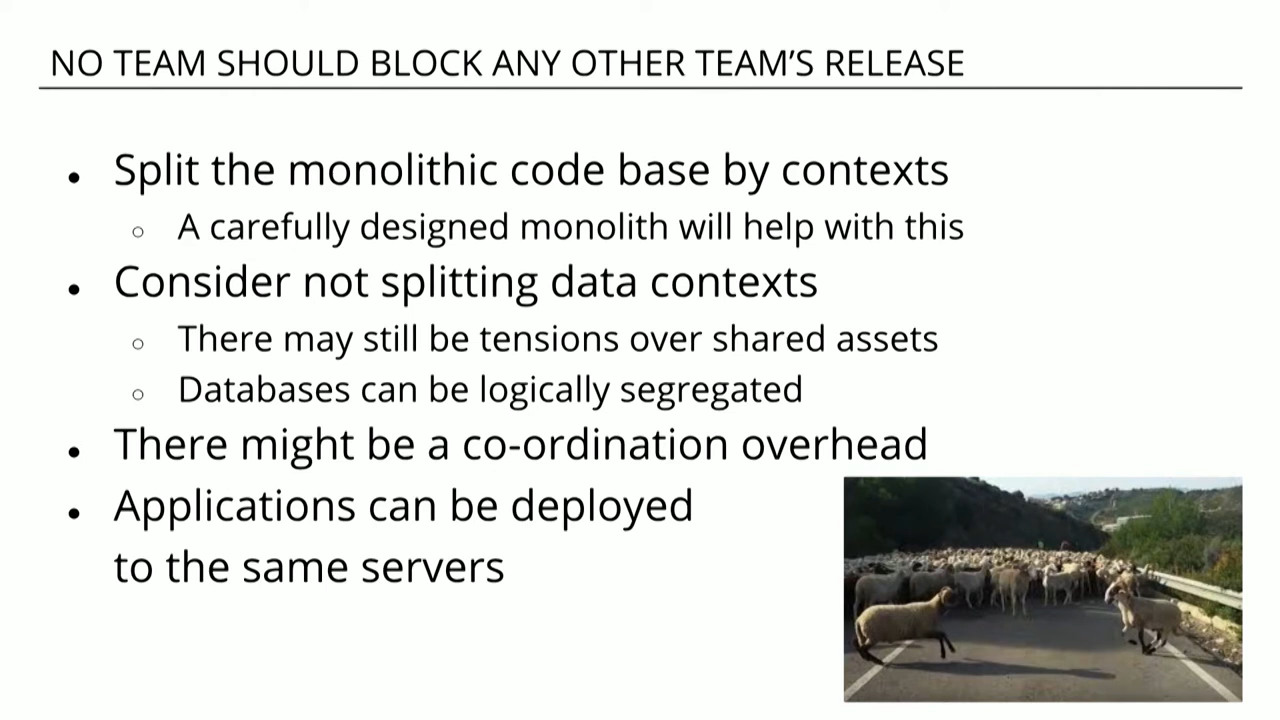 NO TEAM SHOULD BLOCK ANY OTHER TEAM’S RELEASE
• Split the monolithic code base by contexts
○ A carefully designed monolith will help with this
• Consider not splitting data contexts
○ There may still be tensions over shared assets
○ Databases can be logically segregated
• There might be a co-ordination overhead
• Applications can be deployed
to the same servers